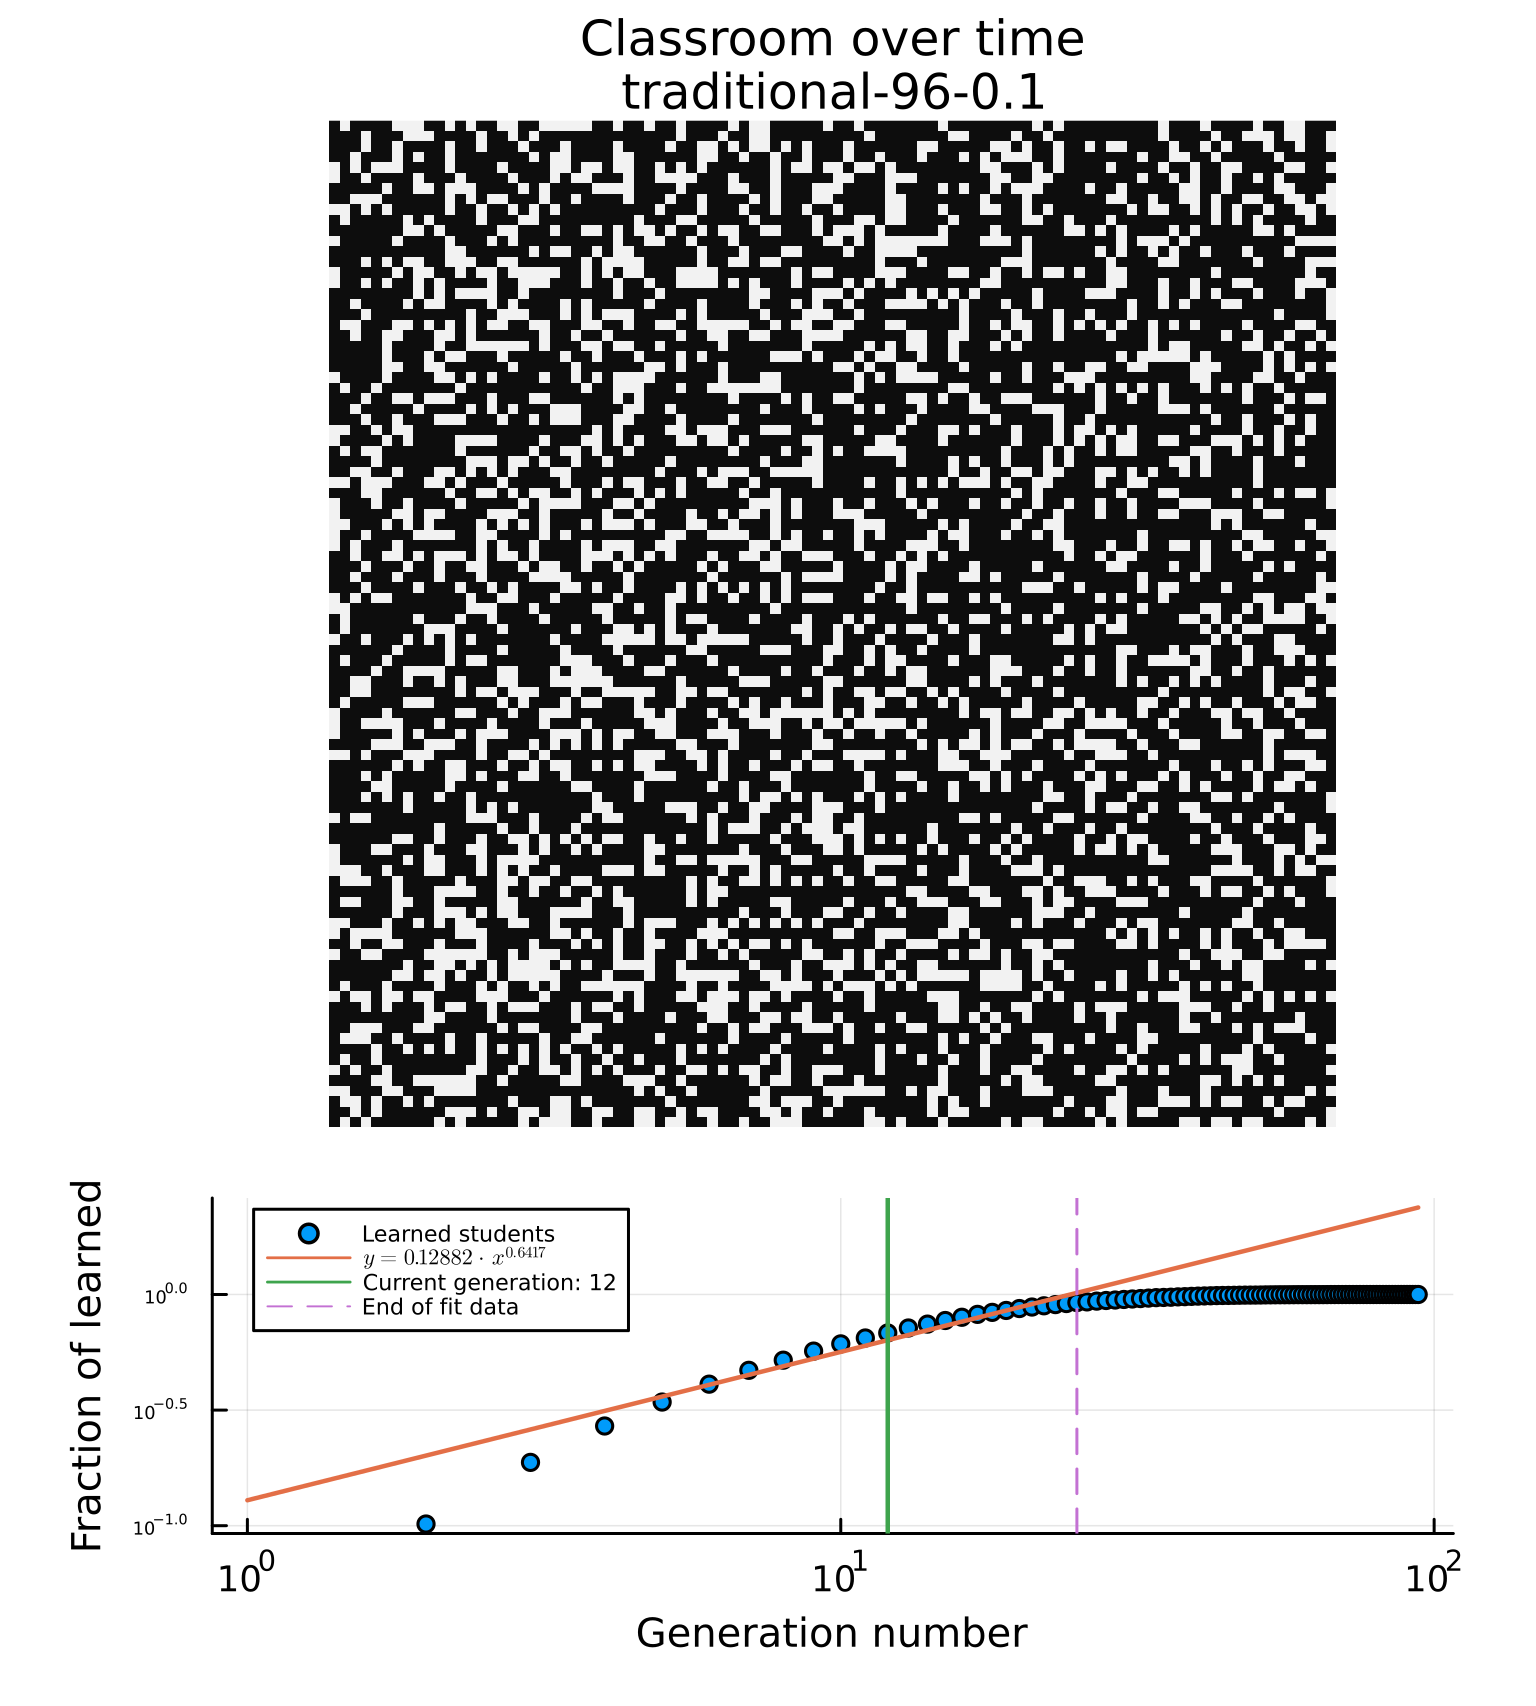 Classroom over time
traditional-96-0.1
Fraction of learned
Learned students
y = 0.12882 · x^0.6417
Current generation: 12
End of fit data
10^0.0
10^−0.5
10^−1.0
10^0 10^1 10^2
Generation number